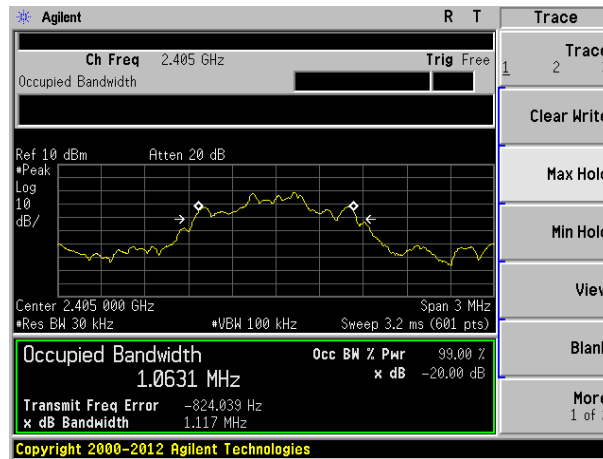 Agilent R T Trace
Ch Freq 2.405 GHz Trig Free
Occupied Bandwidth
Trace
1 2
Clear Write
Max Hold
Min Hold
View
Blank
More
1 of
Ref 10 dBm Atten 20 dB
#Peak
Log
10
dB/
Center 2.405 000 GHz Span 3 MHz
#Res BW 30 kHz #VBW 100 kHz Sweep 3.2 ms (601 pts)
Occupied Bandwidth Occ BW % Pwr 99.00 %
1.0631 MHz x dB -20.00 dB
Transmit Freq Error -824.039 Hz
x dB Bandwidth 1.117 MHz
Copyright 2000-2012 Agilent Technologies